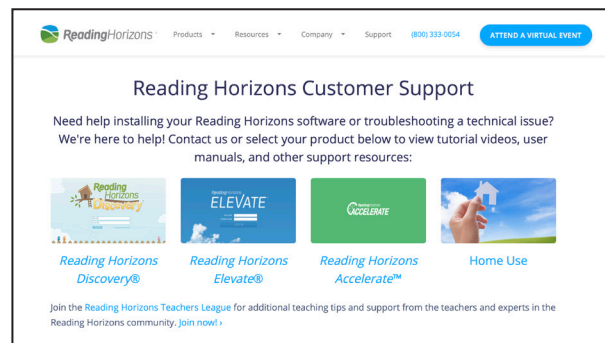 ReadingHorizons Products Resources Company Support (800) 333-0054 ATTEND A VIRTUAL EVENT
Reading Horizons Customer Support
Need help installing your Reading Horizons software or troubleshooting a technical issue?
We're here to help! Contact us or select your product below to view tutorial videos, user
manuals, and other support resources:
Reading
Horizons
Discovery
ELEVATE
ACCELERATE
Reading Horizons
Discovery®
Reading Horizons
Elevate®
Reading Horizons
Accelerate™
Home Use
Join the Reading Horizons Teachers League for additional teaching tips and support from the teachers and experts in the
Reading Horizons community. Join now! ›